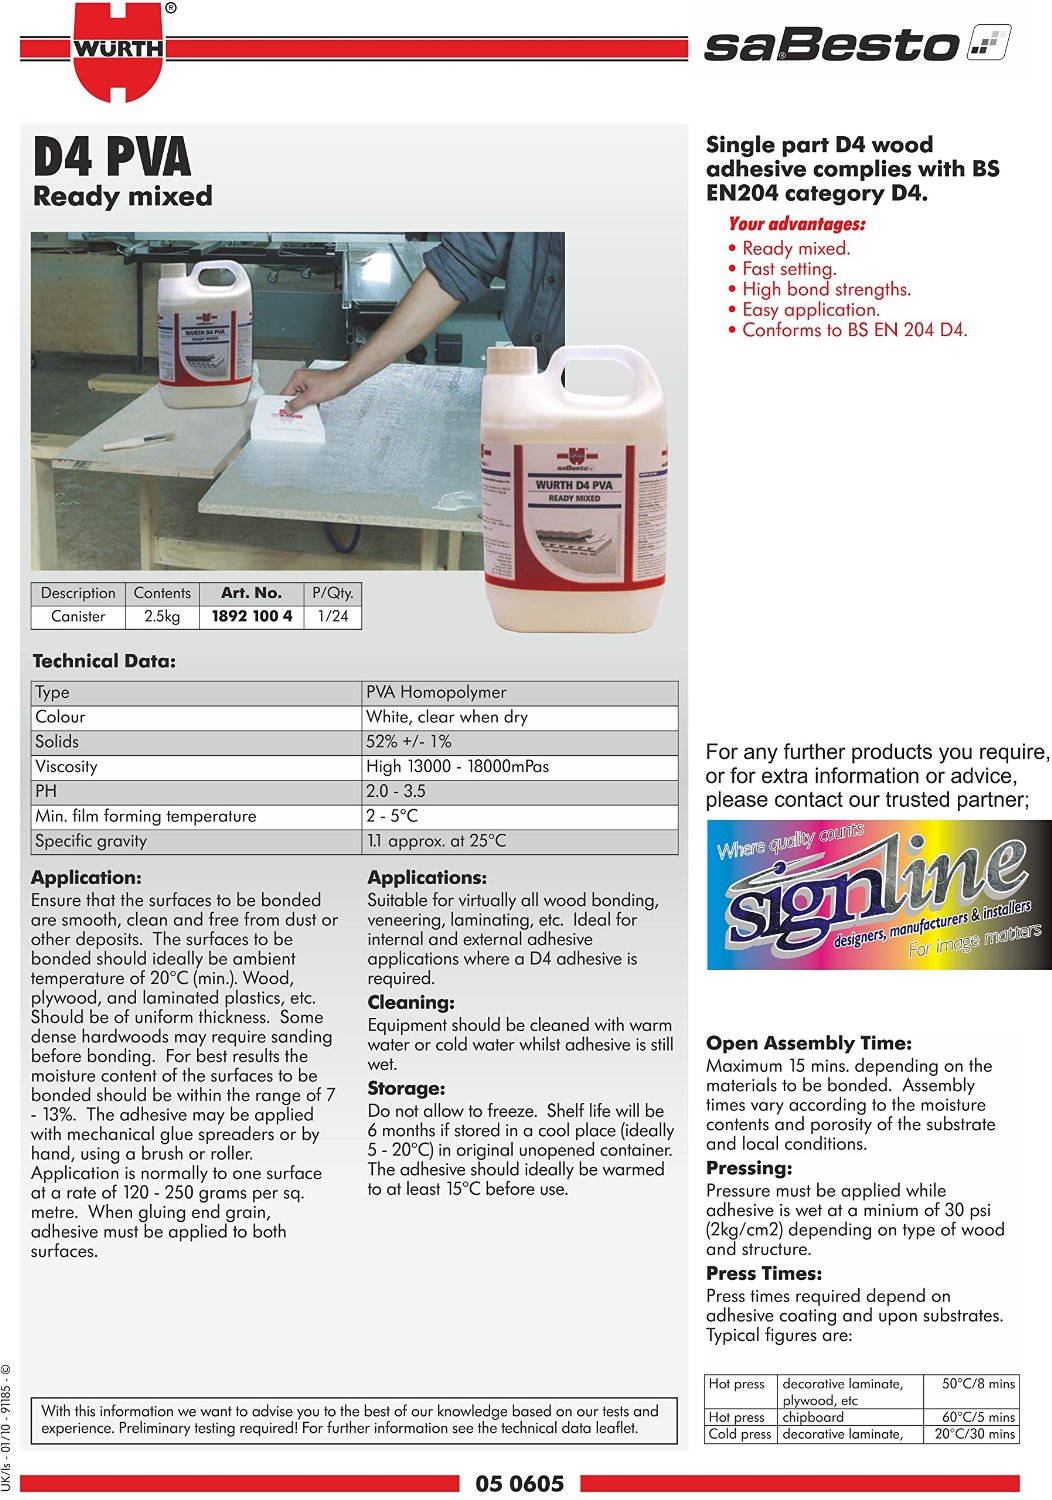 WÜRTH ®
saBesto ®
D4 PVA
Ready mixed
Single part D4 wood
adhesive complies with BS
EN204 category D4.
Your advantages:
• Ready mixed.
• Fast setting.
• High bond strengths.
• Easy application.
• Conforms to BS EN 204 D4.
WURTH D4 PVA
READY MIXED
saBesto
WURTH D4 PVA
READY MIXED
Description Contents Art. No. P/Qty.
Canister 2.5kg 1892 100 4 1/24
Technical Data:
Type PVA Homopolymer
Colour White, clear when dry
Solids 52% +/- 1%
Viscosity High 13000 - 18000mPas
PH 2.0 - 3.5
Min. film forming temperature 2 - 5°C
Specific gravity 1.1 approx. at 25°C
Application:
Ensure that the surfaces to be bonded
are smooth, clean and free from dust or
other deposits. The surfaces to be
bonded should ideally be ambient
temperature of 20°C (min.). Wood,
plywood, and laminated plastics, etc.
Should be of uniform thickness. Some
dense hardwoods may require sanding
before bonding. For best results the
moisture content of the surfaces to be
bonded should be within the range of 7
- 13%. The adhesive may be applied
with mechanical glue spreaders or by
hand, using a brush or roller.
Application is normally to one surface
at a rate of 120 - 250 grams per sq.
metre. When gluing end grain,
adhesive must be applied to both
surfaces.
Applications:
Suitable for virtually all wood bonding,
veneering, laminating, etc. Ideal for
internal and external adhesive
applications where a D4 adhesive is
required.
Cleaning:
Equipment should be cleaned with warm
water or cold water whilst adhesive is still
wet.
Storage:
Do not allow to freeze. Shelf life will be
6 months if stored in a cool place (ideally
5 - 20°C) in original unopened container.
The adhesive should ideally be warmed
to at least 15°C before use.
For any further products you require,
or for extra information or advice,
please contact our trusted partner;
Where quality counts
signline
designers, manufacturers & installers
For image matters
Open Assembly Time:
Maximum 15 mins. depending on the
materials to be bonded. Assembly
times vary according to the moisture
contents and porosity of the substrate
and local conditions.
Pressing:
Pressure must be applied while
adhesive is wet at a minium of 30 psi
(2kg/cm2) depending on type of wood
and structure.
Press Times:
Press times required depend on
adhesive coating and upon substrates.
Typical figures are:
Hot press decorative laminate, 50°C/8 mins
plywood, etc
Hot press chipboard 60°C/5 mins
Cold press decorative laminate, 20°C/30 mins
With this information we want to advise you to the best of our knowledge based on our tests and
experience. Preliminary testing required! For further information see the technical data leaflet.
UK/ls - 01/10 - 91185 - ©
05 0605